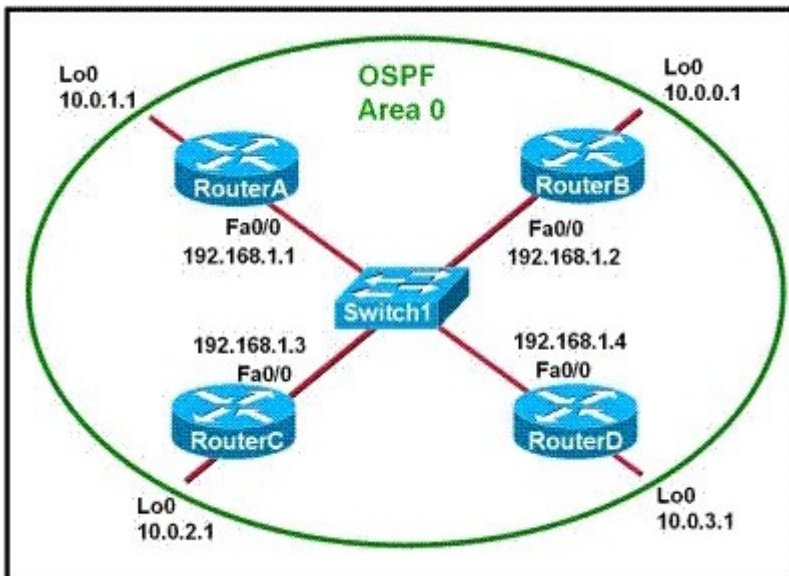 Lo0
10.0.1.1
OSPF
Area 0
Lo0
10.0.0.1
RouterA
RouterB
Fa0/0
192.168.1.1
Fa0/0
192.168.1.2
Switch1
192.168.1.3
Fa0/0
192.168.1.4
Fa0/0
RouterC
RouterD
Lo0
10.0.2.1
Lo0
10.0.3.1